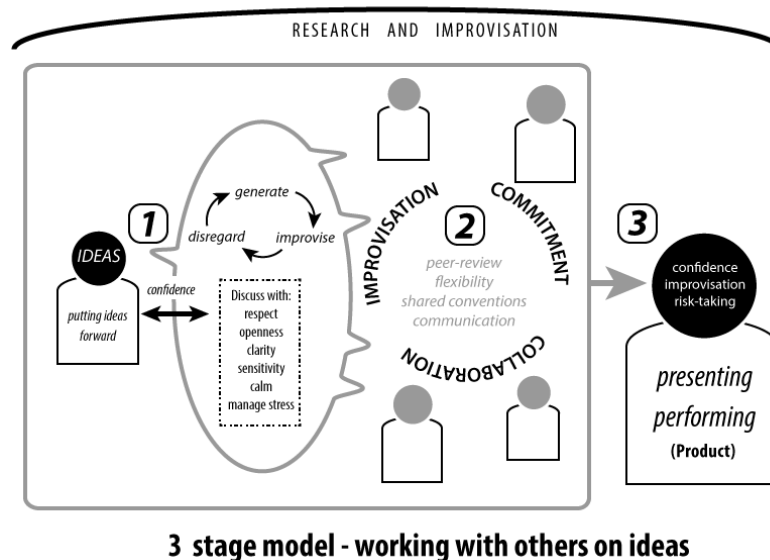 RESEARCH AND IMPROVISATION
1
IDEAS
putting ideas
forward
confidence
generate
disregard
improvise
Discuss with:
respect
openness
clarity
sensitivity
calm
manage stress
IMPROVISATION
COMMITMENT
COLLABORATION
2
peer-review
flexibility
shared conventions
communication
3
confidence
improvisation
risk-taking
presenting
performing
(Product)
3 stage model - working with others on ideas